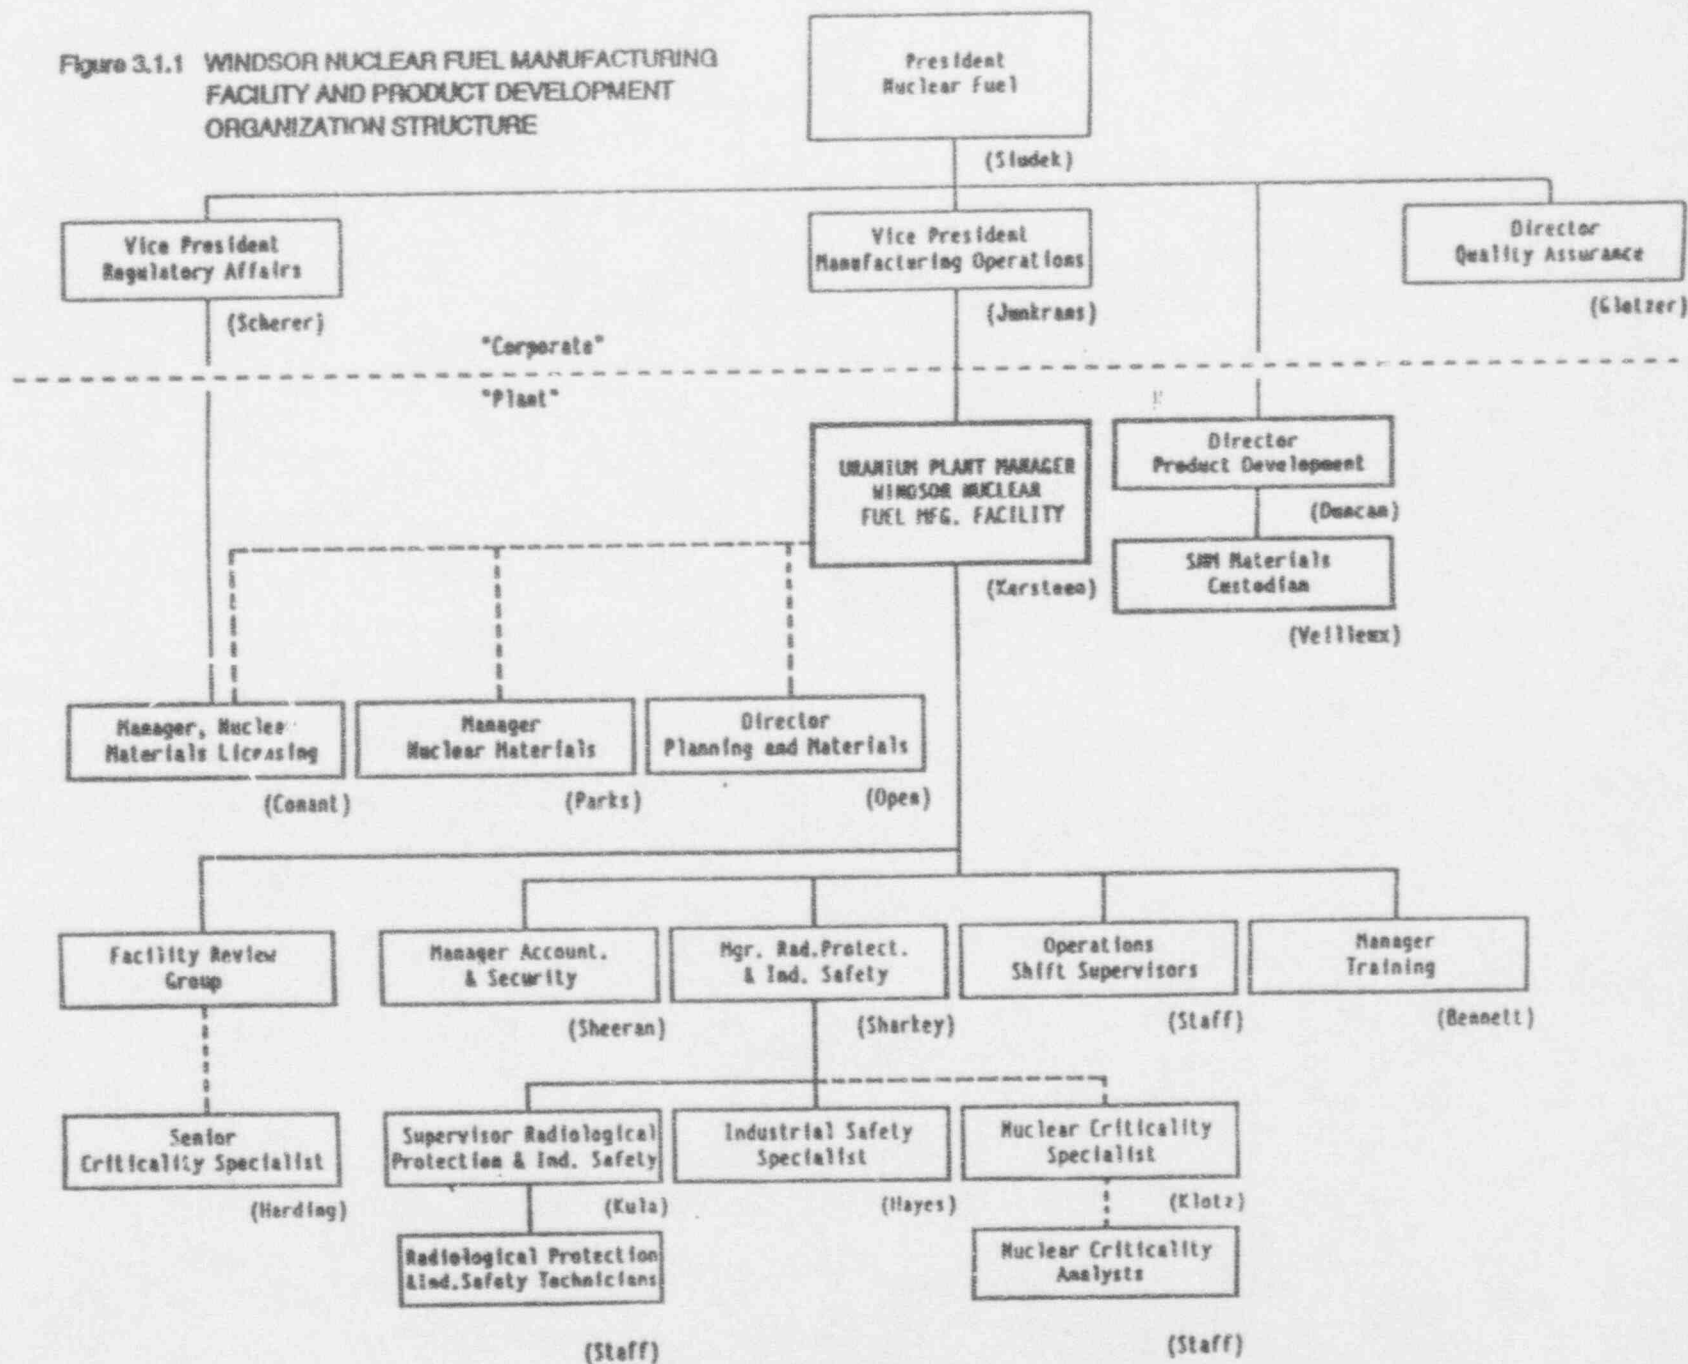 Figure 3.1.1 WINDSOR NUCLEAR FUEL MANUFACTURING
FACILITY AND PRODUCT DEVELOPMENT
ORGANIZATION STRUCTURE
President
Nuclear Fuel
(Sludek)
Vice President
Regulatory Affairs
(Scherer)
Vice President
Manufacturing Operations
(Junkrans)
Director
Quality Assurance
"Corporate"
"Plant"
URANIUM PLANT MANAGER
WINDSOR NUCLEAR
FUEL MFG. FACILITY
Director
Product Development
(Duncan)
SNM Materials
Custodian
(Veilleux)
Manager, Nuclea
Materials Licensing
(Conant)
Manager
Nuclear Materials
(Parks)
Director
Planning and Materials
(Open)
Facility Review
Group
Manager Account.
& Security
(Sheeran)
Mgr. Rad.Protect.
& Ind. Safety
(Sharkey)
Operations
Shift Supervisors
(Staff)
Manager
Training
(Bennett)
Senior
Criticality Specialist
(Harding)
Supervisor Radiological
Protection & Ind. Safety
(Kula)
Industrial Safety
Specialist
(Hayes)
Nuclear Criticality
Specialist
(Klotz)
Radiological Protection
&Ind.Safety Technicians
(Staff)
Nuclear Criticality
Analysts
(Staff)